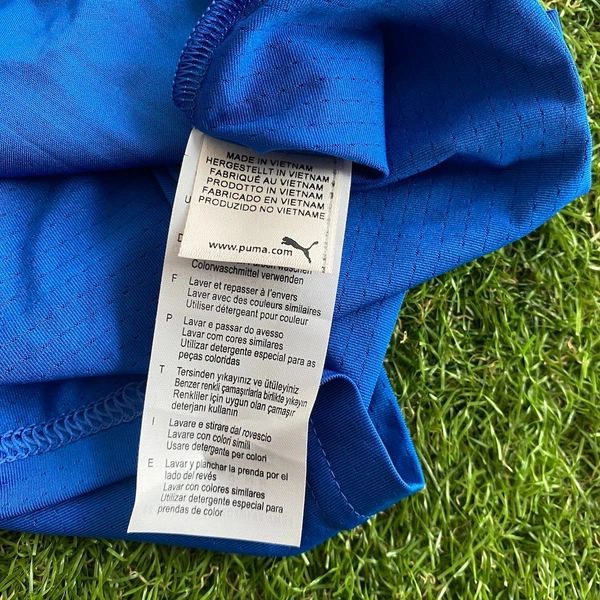 MADE IN VIETNAM
HERGESTELLT IN VIETNAM
FABRIQUÉ AU VIETNAM
PRODOTTO IN VIETNAM
FABRICADO EN VIETNAM
PRODUZIDO NO VIETNAME
www.puma.com
U
D
Colorwaschmittel verwenden
F Laver et repasser à l'envers
Laver avec des couleurs similaires
Utiliser détergeant pour couleur
P Lavar e passar do avesso
Lavar com cores similares
Utilizar detergente especial para as
peças coloridas
T Tersinden yıkayınız ve ütüleyiniz
Benzer renkli çamaşırlarla birlikte yıkayın
Renkliler için uygun olan çamaşır
deterjanı kullanın
I Lavare e stirare dal rovescio
Lavare con colori simili
Usare detergente per colori
E Lavar y planchar la prenda por el
lado del revés
Lavar con colores similares
Utilizar detergente especial para
prendas de color